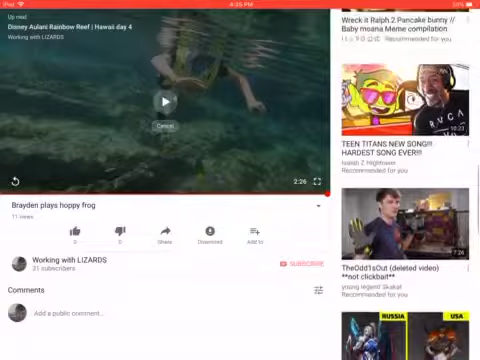 iPad
4:25 PM
50%
Up next
Disney Aulani Rainbow Reef | Hawaii day 4
Working with LIZARDS
Cancel
2:26
Brayden plays hoppy frog
11 views
0
0
Share
Download
Add to
Working with LIZARDS
21 subscribers
SUBSCRIBE
Comments
Add a public comment...
Wreck it Ralph 2 Pancake bunny //
Baby moana Meme compilation
Recommended for you
10:23
TEEN TITANS NEW SONG!!!
HARDEST SONG EVER!!!
Isaiah Z Hightower
Recommended for you
7:26
TheOdd1sOut (deleted video)
**not clickbait**
young legend Skakat
Recommended for you
RUSSIA
USA